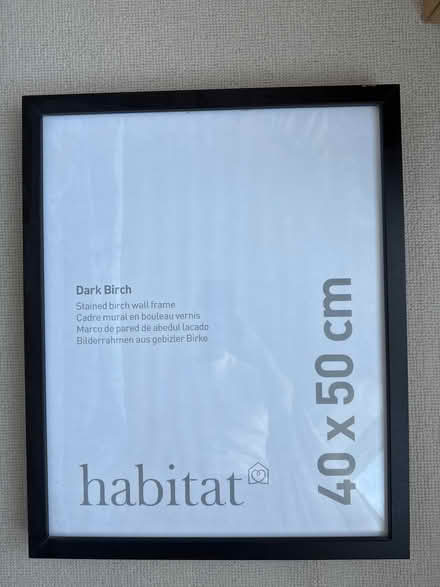 Dark Birch
Stained birch wall frame
Cadre mural en bouleau vernis
Marco de pared de abedul lacado
Bilderrahmen aus gebizler Birke
40 x 50 cm
habitat